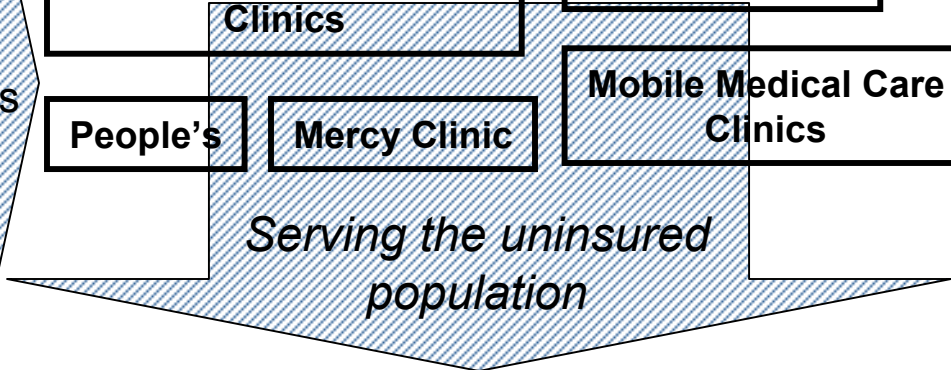 Clinics
s
Mobile Medical Care
Clinics
People's
Mercy Clinic
Serving the uninsured
population